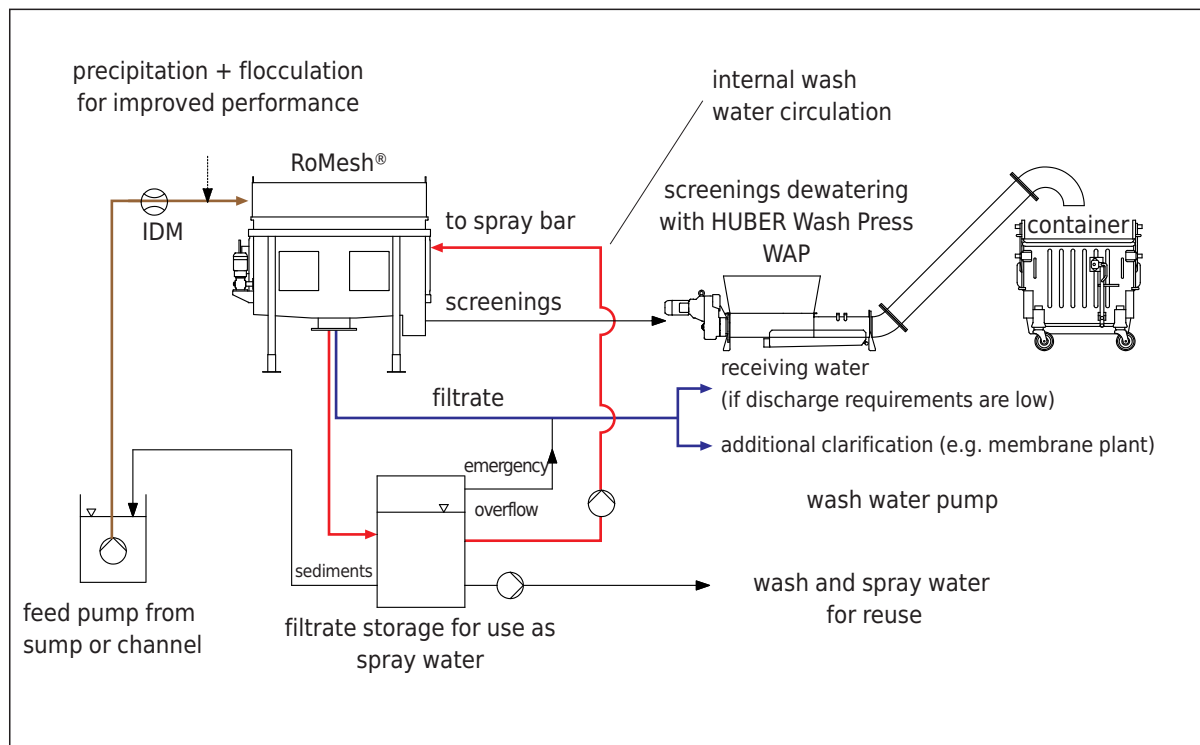 precipitation + flocculation
for improved performance
internal wash
water circulation
RoMesh®
IDM
to spray bar
screenings dewatering
with HUBER Wash Press
WAP
container
screenings
receiving water
(if discharge requirements are low)
filtrate
additional clarification (e.g. membrane plant)
emergency
overflow
wash water pump
sediments
wash and spray water
for reuse
feed pump from
sump or channel
filtrate storage for use as
spray water